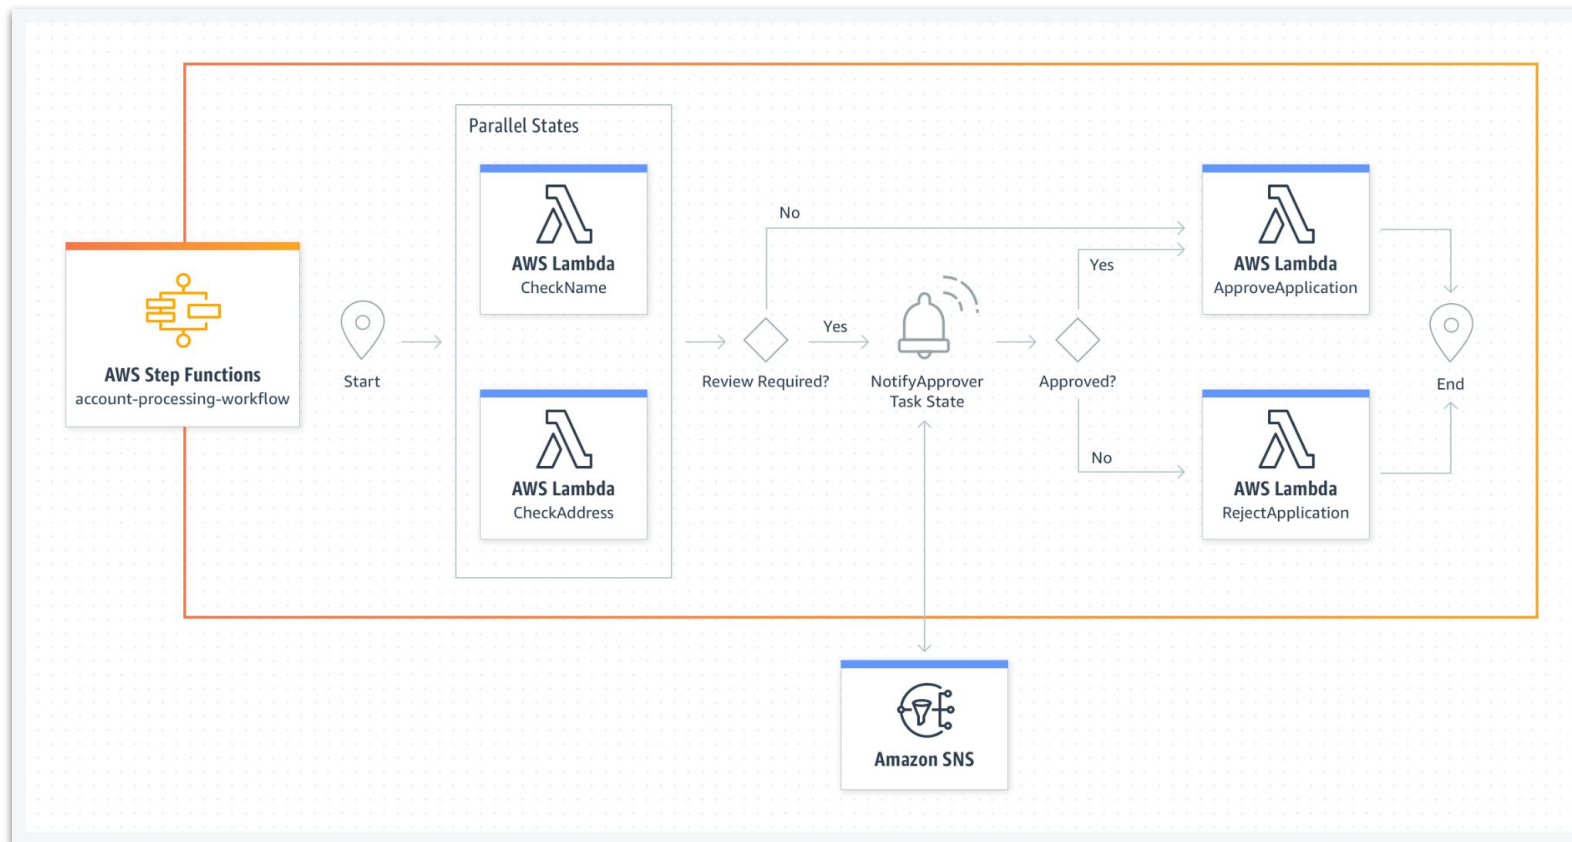 Parallel States
AWS Lambda
CheckName
AWS Lambda
CheckAddress
AWS Step Functions
account-processing-workflow
Start
No
Review Required?
Yes
NotifyApprover
Task State
Approved?
Yes
No
AWS Lambda
ApproveApplication
AWS Lambda
RejectApplication
End
Amazon SNS